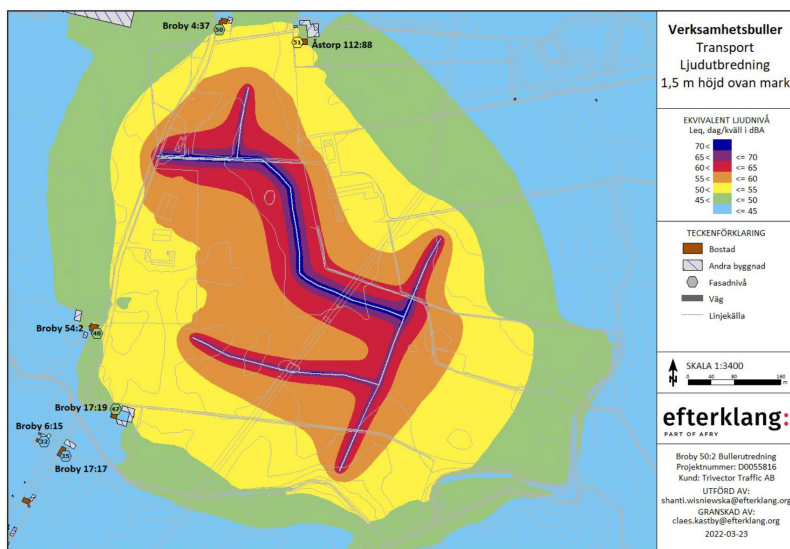 Broby 4:37
50
51
Åstorp 112:88
Broby 54:2
48
Broby 17:19
47
Broby 6:15
32
35
Broby 17:17
Verksamhetsbuller
Transport
Ljudutbredning
1,5 m höjd ovan mark
EKVIVALENT LJUDNIVÅ
Leq, dag/kväll i dBA
70 <
65 < <= 70
60 < <= 65
55 < <= 60
50 < <= 55
45 < <= 50
<= 45
TECKENFÖRKLARING
Bostad
Andra byggnad
Fasadnivå
Väg
Linjekälla
N
SKALA 1:3400
0 40 80 160
m
efterklang:
PART OF AFRY
Broby 50:2 Bullerutredning
Projektnummer: D0055816
Kund: Trivector Traffic AB
UTFÖRD AV:
shanti.wisniewska@efterklang.org
GRANSKAD AV:
claes.kastby@efterklang.org
2022-03-23